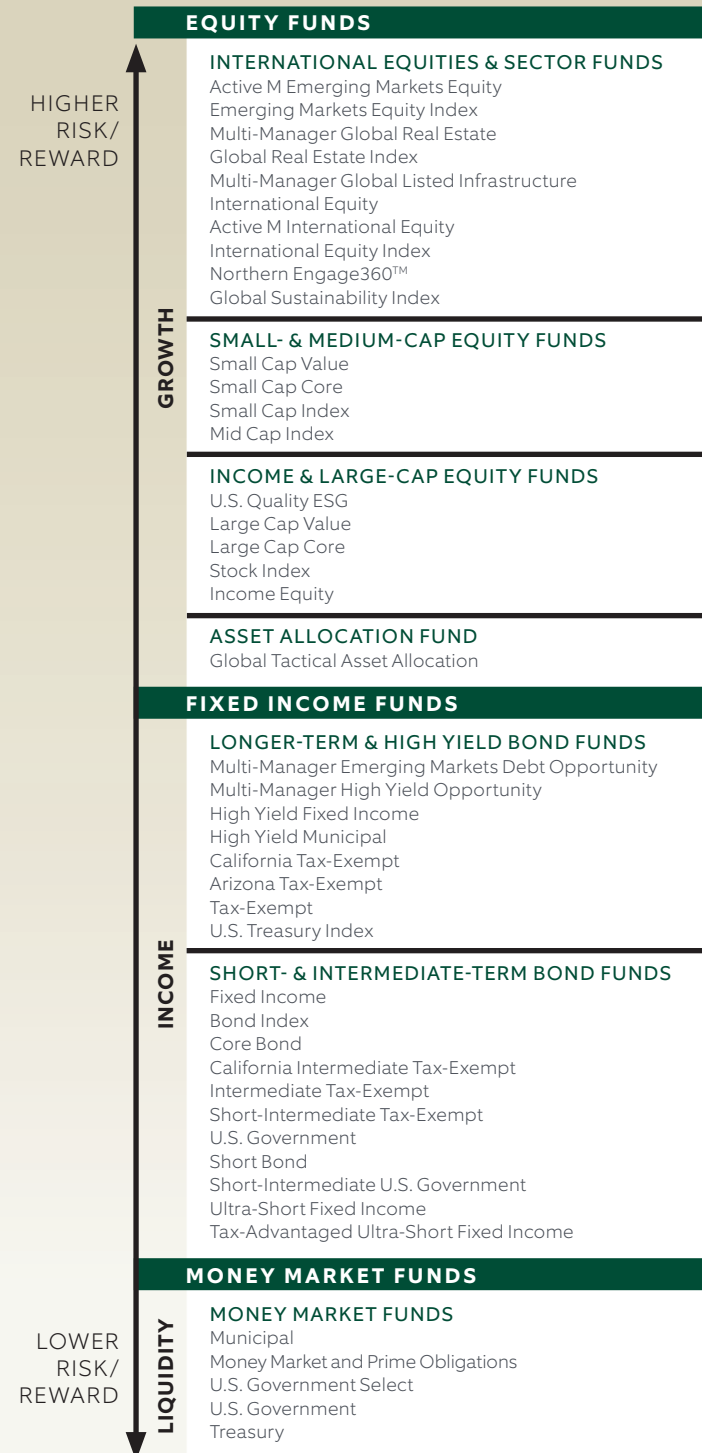 EQUITY FUNDS
HIGHER
RISK/
REWARD
GROWTH
INTERNATIONAL EQUITIES & SECTOR FUNDS
Active M Emerging Markets Equity
Emerging Markets Equity Index
Multi-Manager Global Real Estate
Global Real Estate Index
Multi-Manager Global Listed Infrastructure
International Equity
Active M International Equity
International Equity Index
Northern Engage360™
Global Sustainability Index
SMALL- & MEDIUM-CAP EQUITY FUNDS
Small Cap Value
Small Cap Core
Small Cap Index
Mid Cap Index
INCOME & LARGE-CAP EQUITY FUNDS
U.S. Quality ESG
Large Cap Value
Large Cap Core
Stock Index
Income Equity
ASSET ALLOCATION FUND
Global Tactical Asset Allocation
FIXED INCOME FUNDS
INCOME
LONGER-TERM & HIGH YIELD BOND FUNDS
Multi-Manager Emerging Markets Debt Opportunity
Multi-Manager High Yield Opportunity
High Yield Fixed Income
High Yield Municipal
California Tax-Exempt
Arizona Tax-Exempt
Tax-Exempt
U.S. Treasury Index
SHORT- & INTERMEDIATE-TERM BOND FUNDS
Fixed Income
Bond Index
Core Bond
California Intermediate Tax-Exempt
Intermediate Tax-Exempt
Short-Intermediate Tax-Exempt
U.S. Government
Short Bond
Short-Intermediate U.S. Government
Ultra-Short Fixed Income
Tax-Advantaged Ultra-Short Fixed Income
MONEY MARKET FUNDS
LOWER
RISK/
REWARD
LIQUIDITY
MONEY MARKET FUNDS
Municipal
Money Market and Prime Obligations
U.S. Government Select
U.S. Government
Treasury